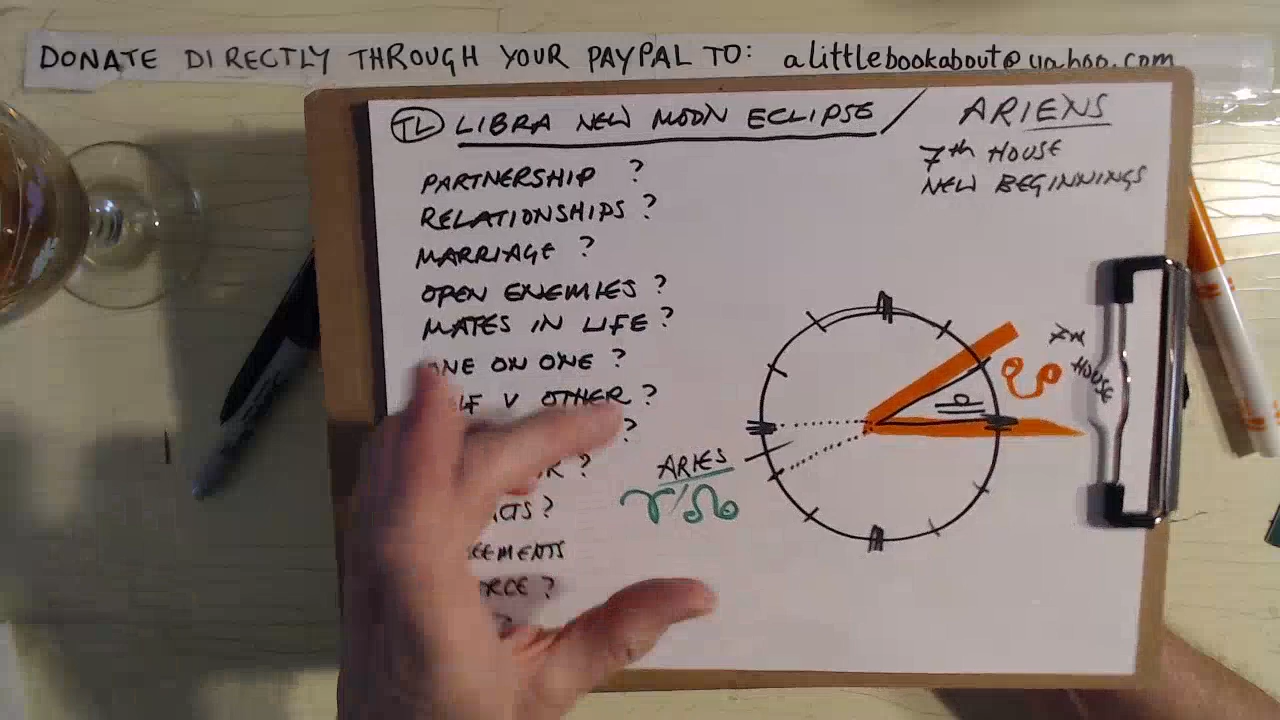 DONATE DIRECTLY THROUGH YOUR PAYPAL TO: alittlebookabout@yahoo.com
TL LIBRA NEW MOON ECLIPSE / ARIENS
7th HOUSE
NEW BEGINNINGS
PARTNERSHIP ?
RELATIONSHIPS ?
MARRIAGE ?
OPEN ENEMIES ?
MATES IN LIFE ?
ONE ON ONE ?
V OTHER ?
?
?
?
?
ARIES
♈/☊
♎
☋
7TH
HOUSE